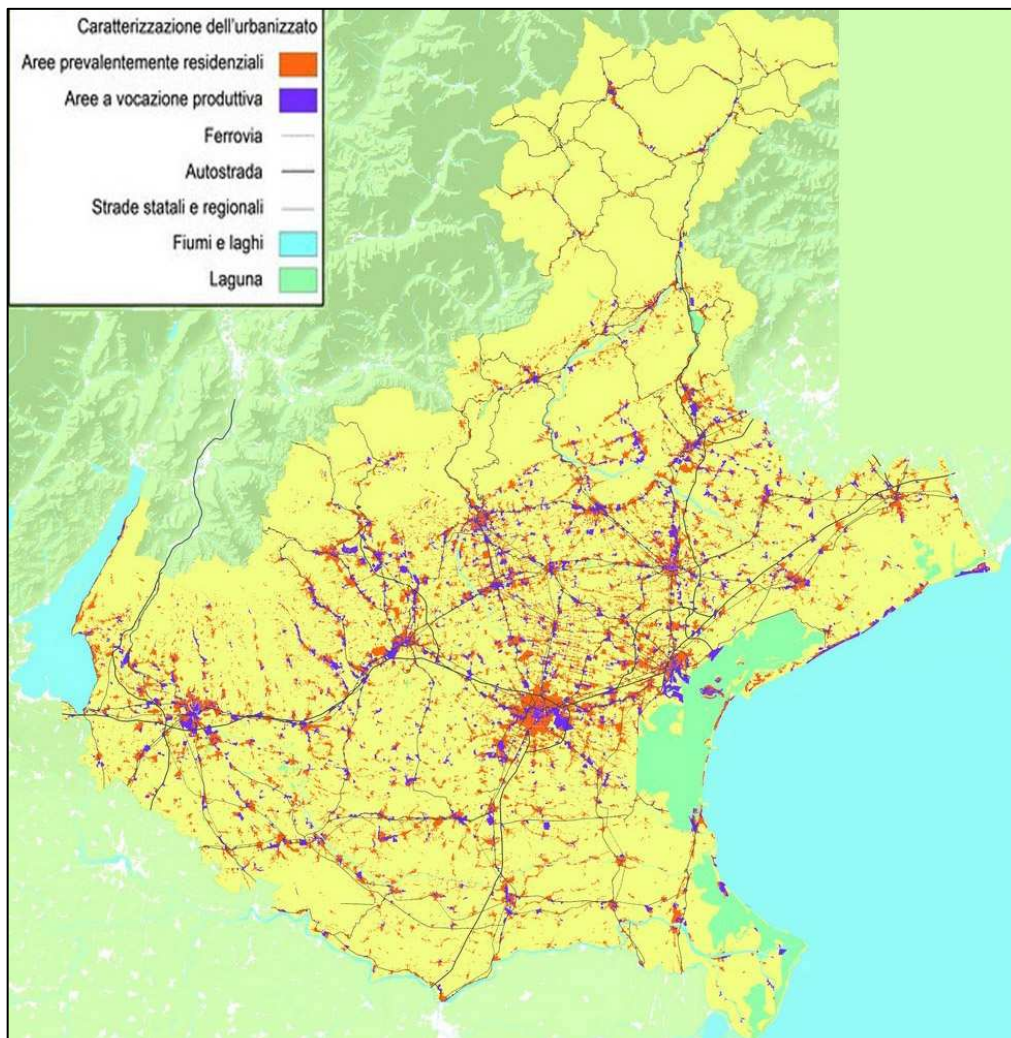 Caratterizzazione dell'urbanizzato
Aree prevalentemente residenziali
Aree a vocazione produttiva
Ferrovia
Autostrada
Strade statali e regionali
Fiumi e laghi
Laguna